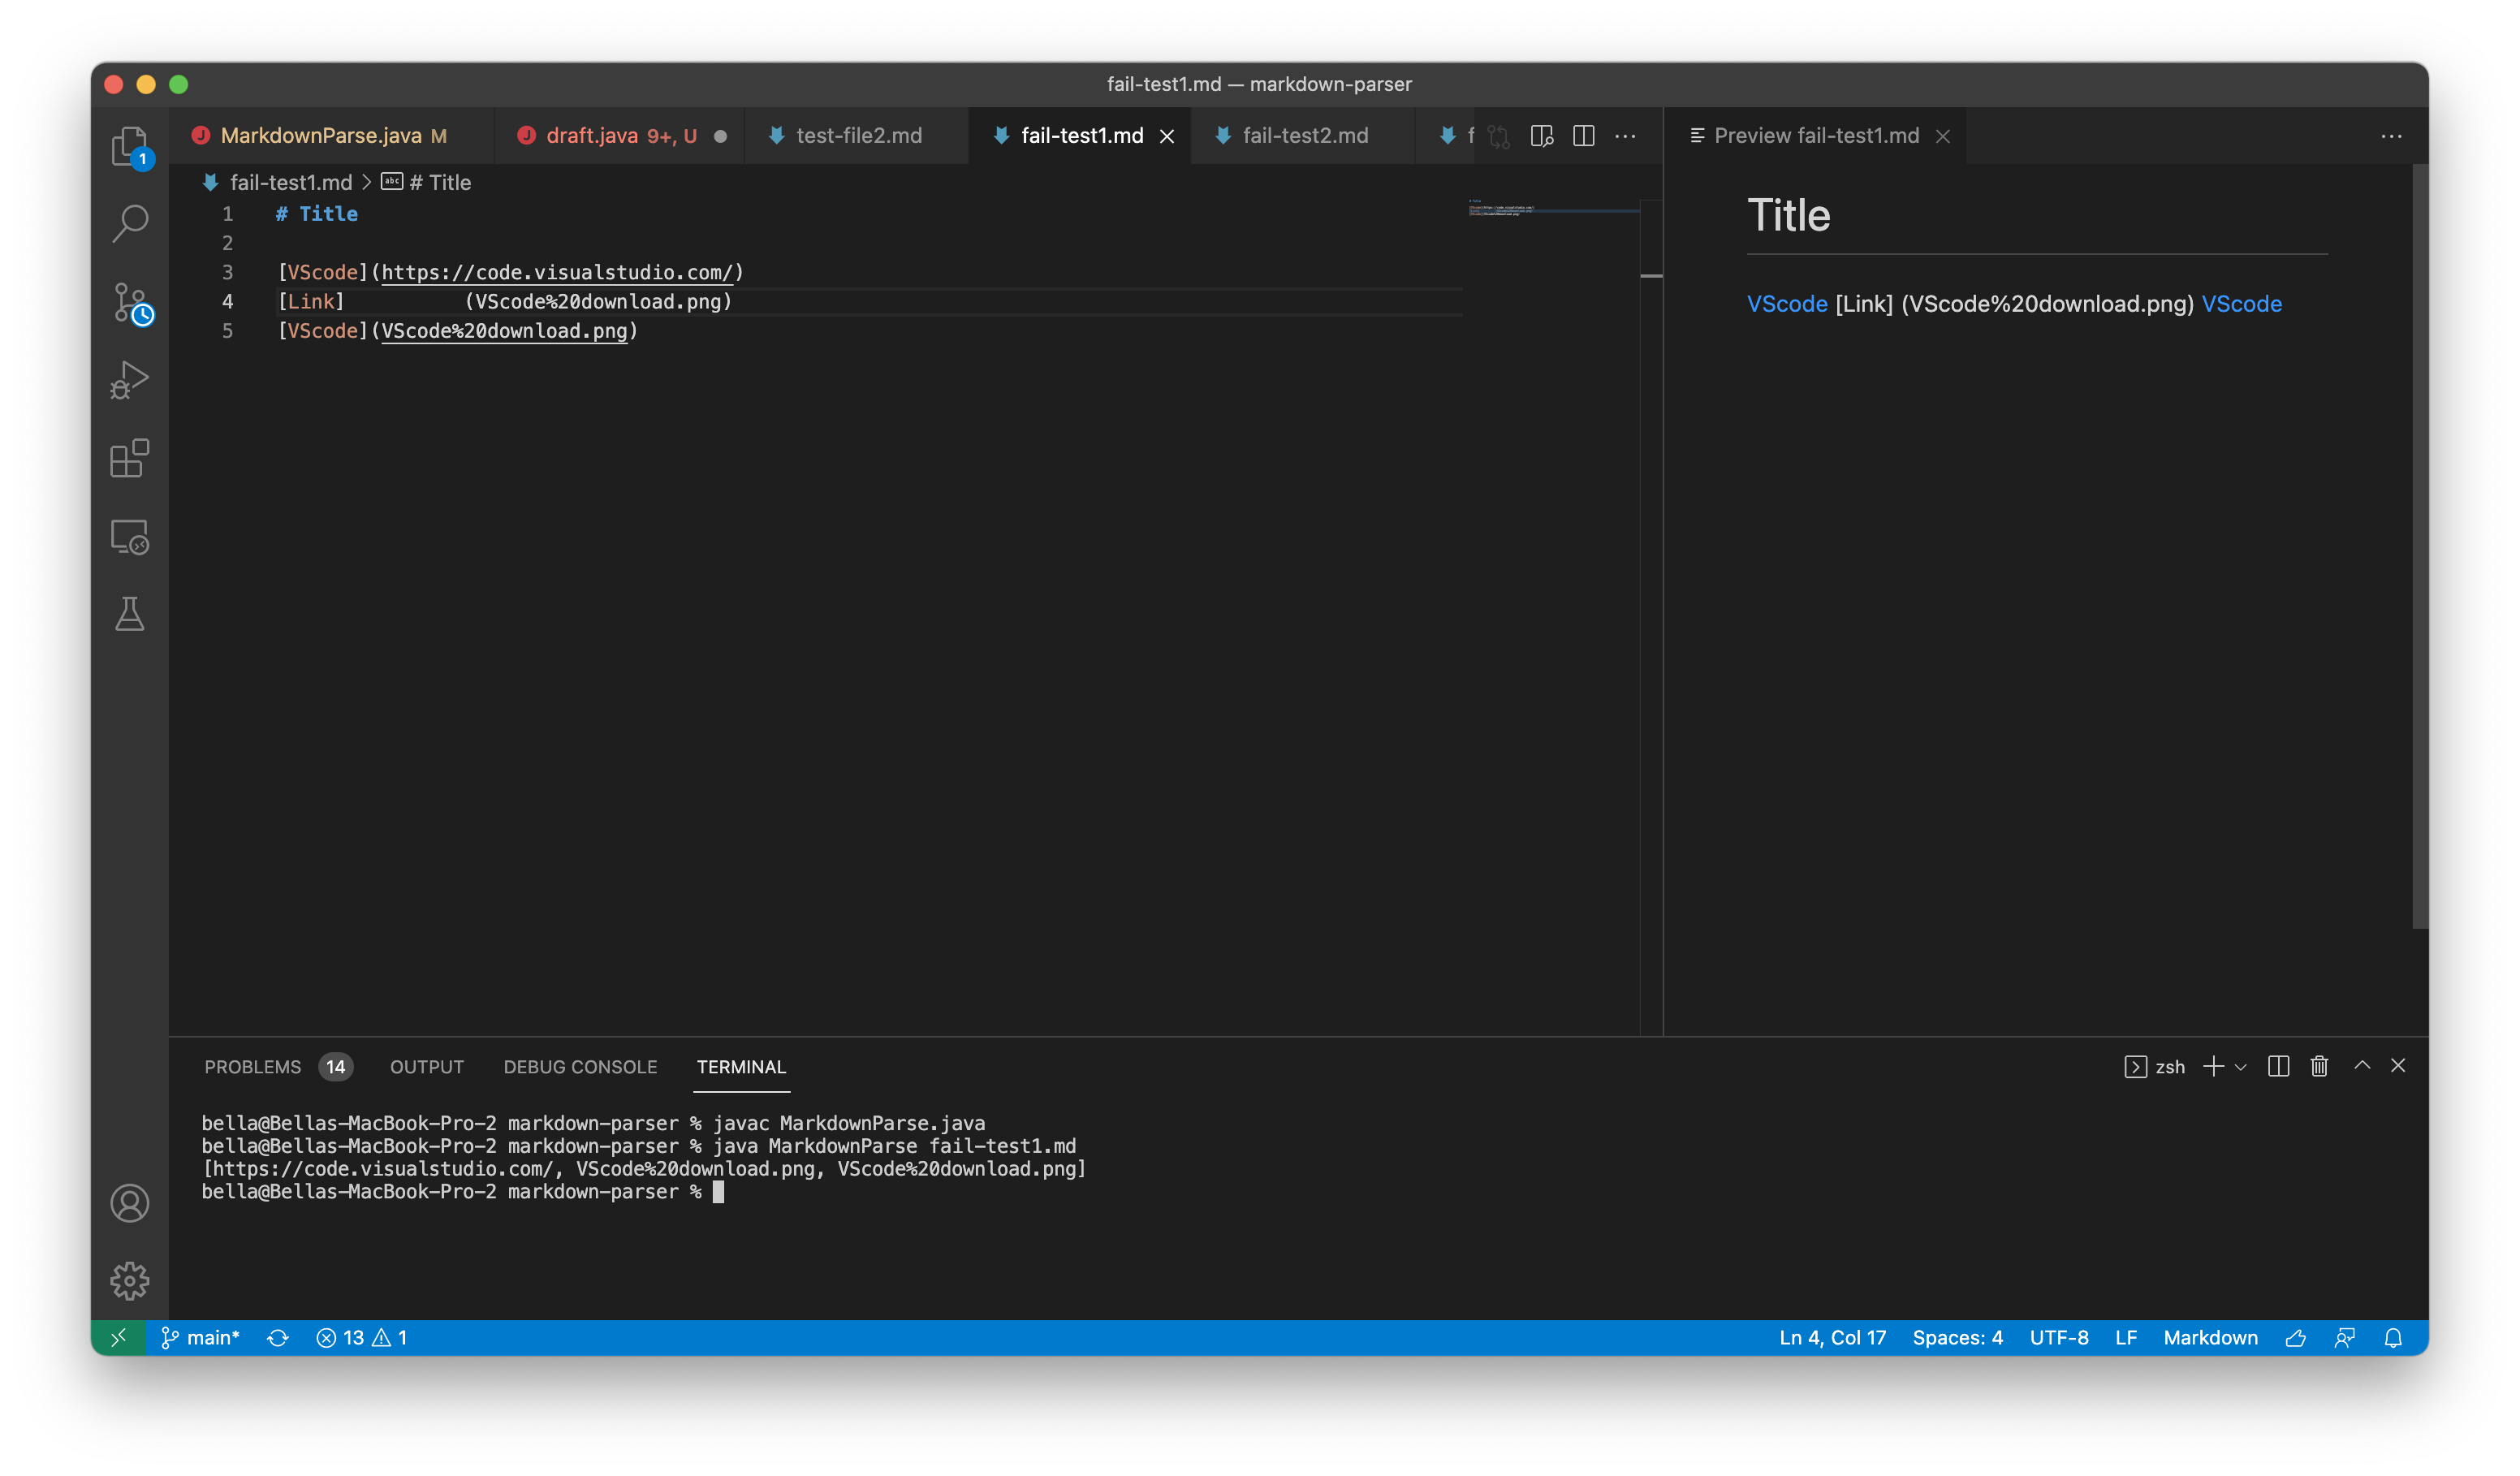 fail-test1.md — markdown-parser
MarkdownParse.java M
draft.java 9+, U
test-file2.md
fail-test1.md
fail-test2.md
f
Preview fail-test1.md
1
fail-test1.md > abc # Title
1 # Title
2
3 [VScode](https://code.visualstudio.com/)
4 [Link]          (VScode%20download.png)
5 [VScode](VScode%20download.png)
Title
VScode [Link] (VScode%20download.png) VScode
PROBLEMS 14 OUTPUT DEBUG CONSOLE TERMINAL
zsh
bella@Bellas-MacBook-Pro-2 markdown-parser % javac MarkdownParse.java
bella@Bellas-MacBook-Pro-2 markdown-parser % java MarkdownParse fail-test1.md
[https://code.visualstudio.com/, VScode%20download.png, VScode%20download.png]
bella@Bellas-MacBook-Pro-2 markdown-parser %
main* 13 1
Ln 4, Col 17 Spaces: 4 UTF-8 LF Markdown